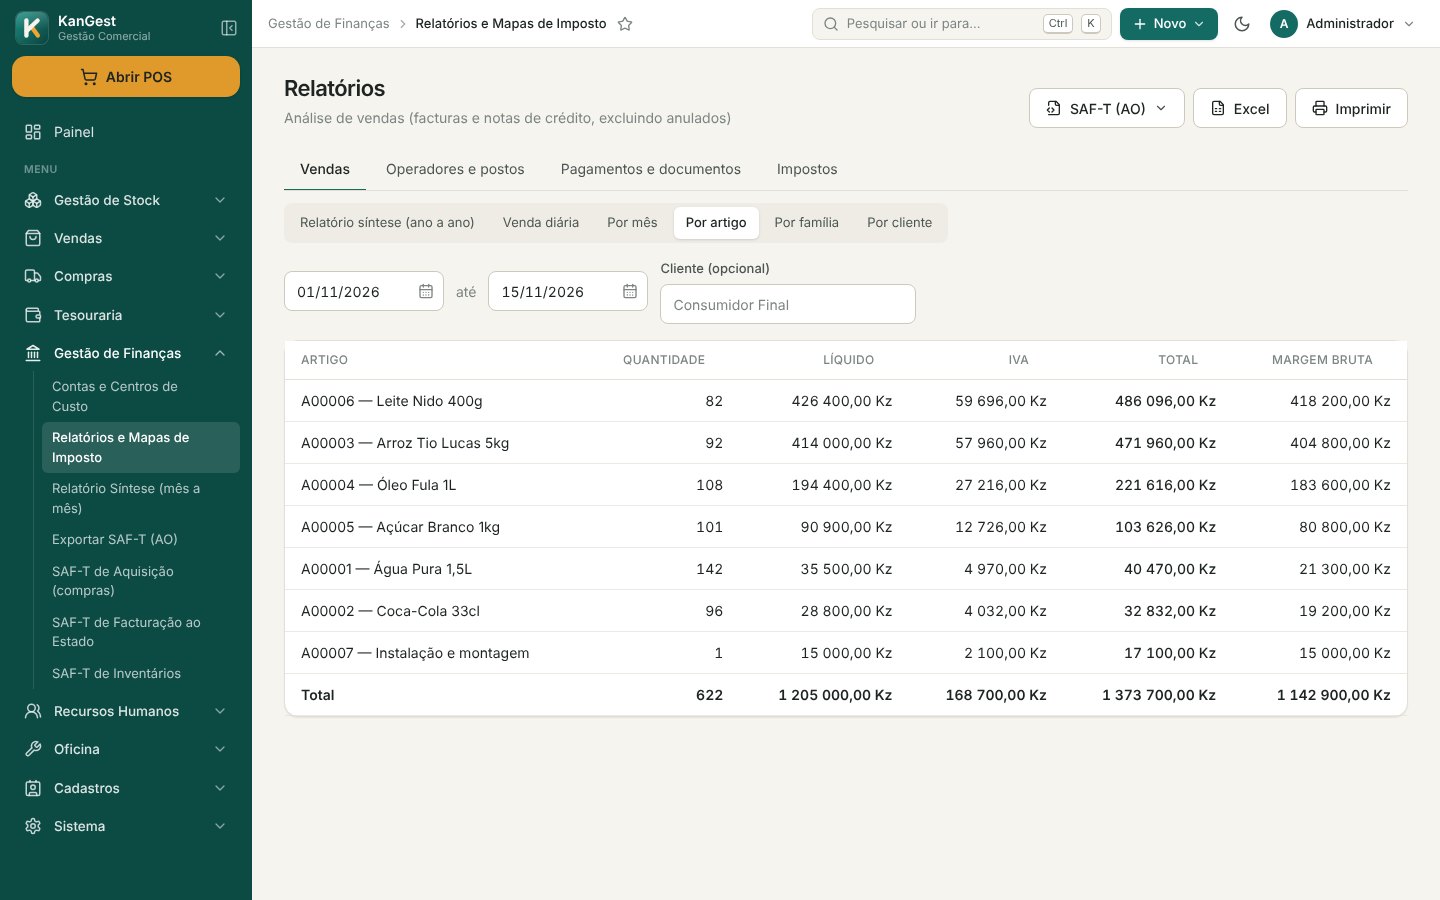 KanGest
Gestão Comercial
Abrir POS
Painel
MENU
Gestão de Stock
Vendas
Compras
Tesouraria
Gestão de Finanças
Contas e Centros de
Custo
Relatórios e Mapas de
Imposto
Relatório Síntese (mês a
mês)
Exportar SAF-T (AO)
SAF-T de Aquisição
(compras)
SAF-T de Facturação ao
Estado
SAF-T de Inventários
Recursos Humanos
Oficina
Cadastros
Sistema
Gestão de Finanças > Relatórios e Mapas de Imposto
Pesquisar ou ir para... Ctrl K
Novo
A Administrador
Relatórios
Análise de vendas (facturas e notas de crédito, excluindo anulados)
SAF-T (AO) Excel Imprimir
Vendas Operadores e postos Pagamentos e documentos Impostos
Relatório síntese (ano a ano) Venda diária Por mês Por artigo Por família Por cliente
Cliente (opcional)
01/11/2026 até 15/11/2026 Consumidor Final
ARTIGO QUANTIDADE LÍQUIDO IVA TOTAL MARGEM BRUTA
A00006 — Leite Nido 400g 82 426 400,00 Kz 59 696,00 Kz 486 096,00 Kz 418 200,00 Kz
A00003 — Arroz Tio Lucas 5kg 92 414 000,00 Kz 57 960,00 Kz 471 960,00 Kz 404 800,00 Kz
A00004 — Óleo Fula 1L 108 194 400,00 Kz 27 216,00 Kz 221 616,00 Kz 183 600,00 Kz
A00005 — Açúcar Branco 1kg 101 90 900,00 Kz 12 726,00 Kz 103 626,00 Kz 80 800,00 Kz
A00001 — Água Pura 1,5L 142 35 500,00 Kz 4 970,00 Kz 40 470,00 Kz 21 300,00 Kz
A00002 — Coca-Cola 33cl 96 28 800,00 Kz 4 032,00 Kz 32 832,00 Kz 19 200,00 Kz
A00007 — Instalação e montagem 1 15 000,00 Kz 2 100,00 Kz 17 100,00 Kz 15 000,00 Kz
Total 622 1 205 000,00 Kz 168 700,00 Kz 1 373 700,00 Kz 1 142 900,00 Kz